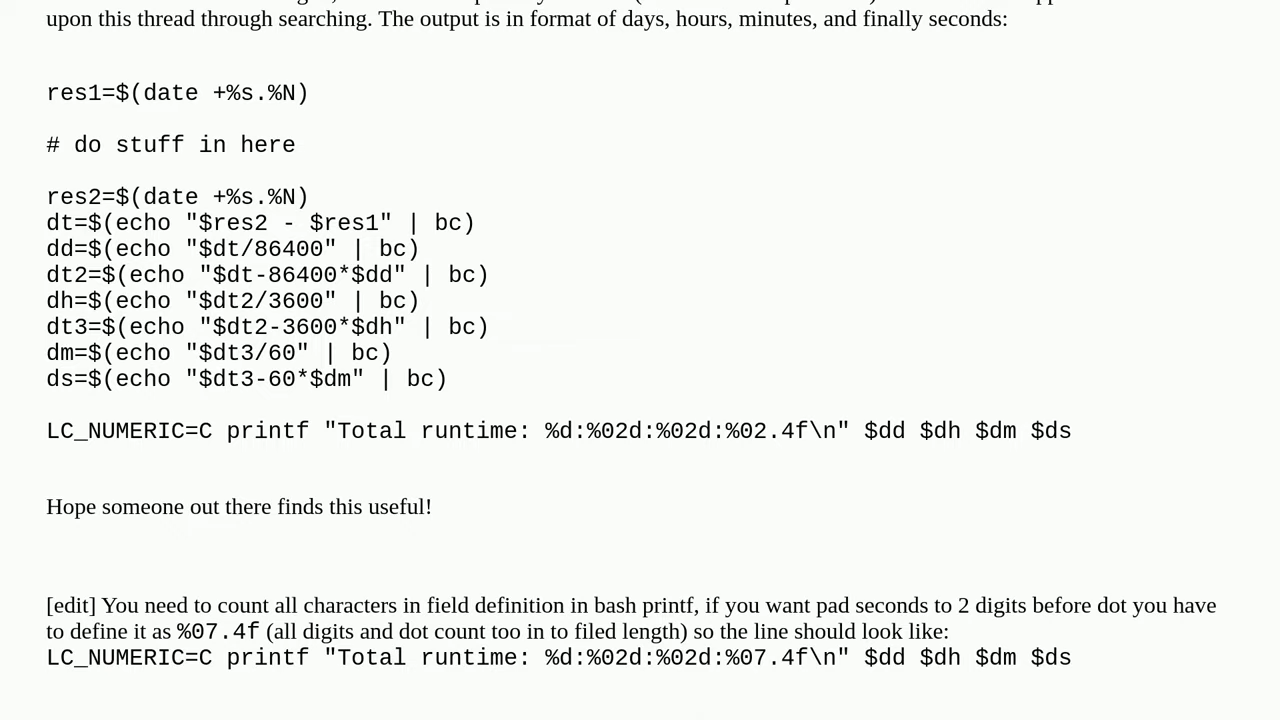 upon this thread through searching. The output is in format of days, hours, minutes, and finally seconds:
res1=$(date +%s.%N)
# do stuff in here
res2=$(date +%s.%N)
dt=$(echo "$res2 - $res1" | bc)
dd=$(echo "$dt/86400" | bc)
dt2=$(echo "$dt-86400*$dd" | bc)
dh=$(echo "$dt2/3600" | bc)
dt3=$(echo "$dt2-3600*$dh" | bc)
dm=$(echo "$dt3/60" | bc)
ds=$(echo "$dt3-60*$dm" | bc)
LC_NUMERIC=C printf "Total runtime: %d:%02d:%02d:%02.4f\n" $dd $dh $dm $ds
Hope someone out there finds this useful!
[edit] You need to count all characters in field definition in bash printf, if you want pad seconds to 2 digits before dot you have
to define it as %07.4f (all digits and dot count too in to filed length) so the line should look like:
LC_NUMERIC=C printf "Total runtime: %d:%02d:%02d:%07.4f\n" $dd $dh $dm $ds